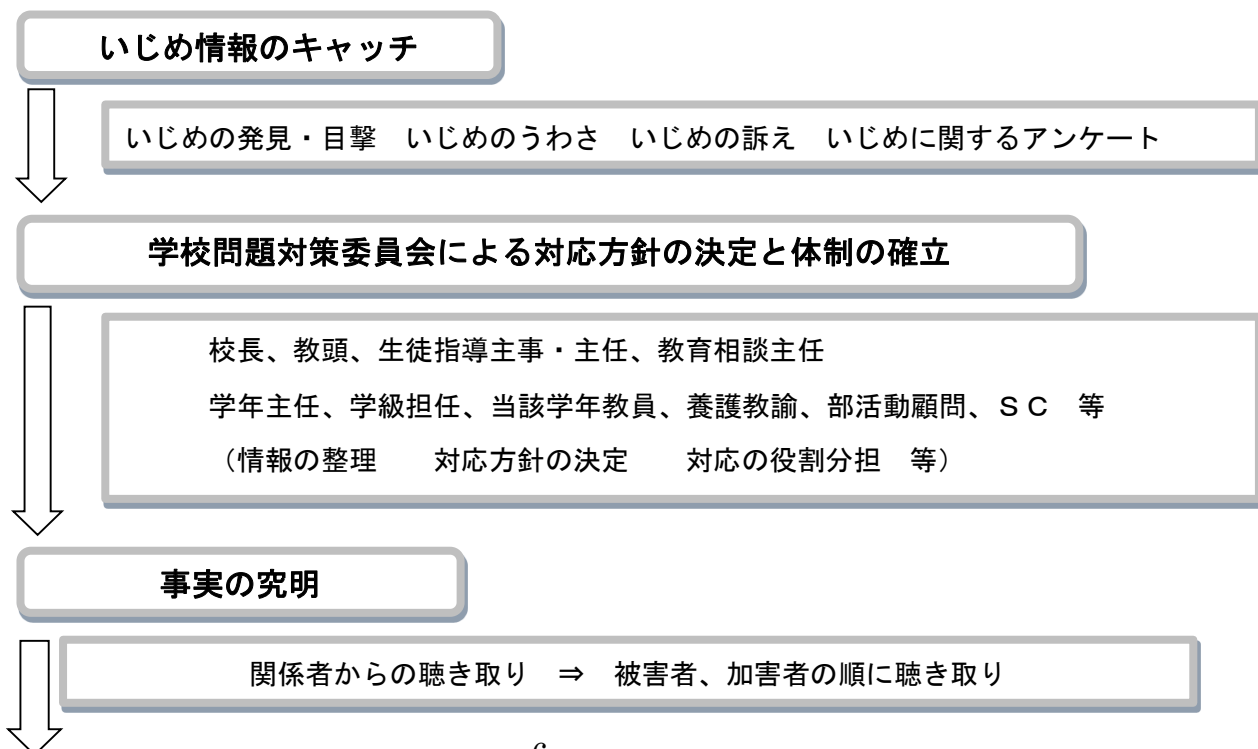 いじめ情報のキャッチ
いじめの発見・目撃　いじめのうわさ　いじめの訴え　いじめに関するアンケート
学校問題対策委員会による対応方針の決定と体制の確立
校長、教頭、生徒指導主事・主任、教育相談主任
学年主任、学級担任、当該学年教員、養護教諭、部活動顧問、ＳＣ　等
（情報の整理　　対応方針の決定　　対応の役割分担　等）
事実の究明
関係者からの聴き取り　⇒　被害者、加害者の順に聴き取り